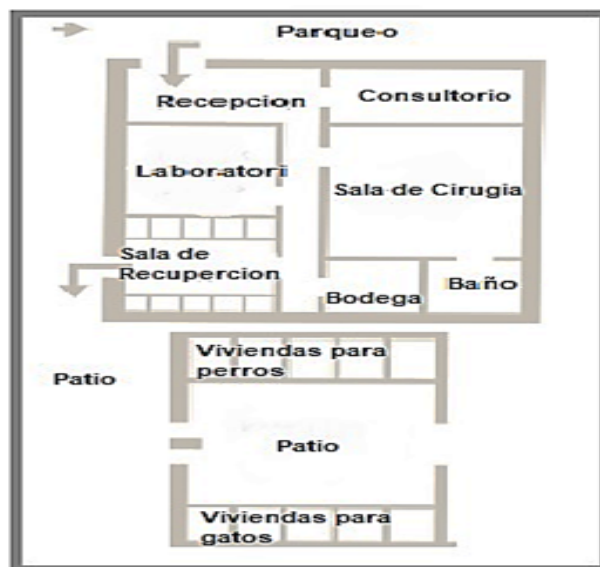 Parqueo
Recepcion
Consultorio
Laboratori
Sala de Cirugia
Sala de
Recupercion
Bodega
Baño
Viviendas para
perros
Patio
Patio
Viviendas para
gatos